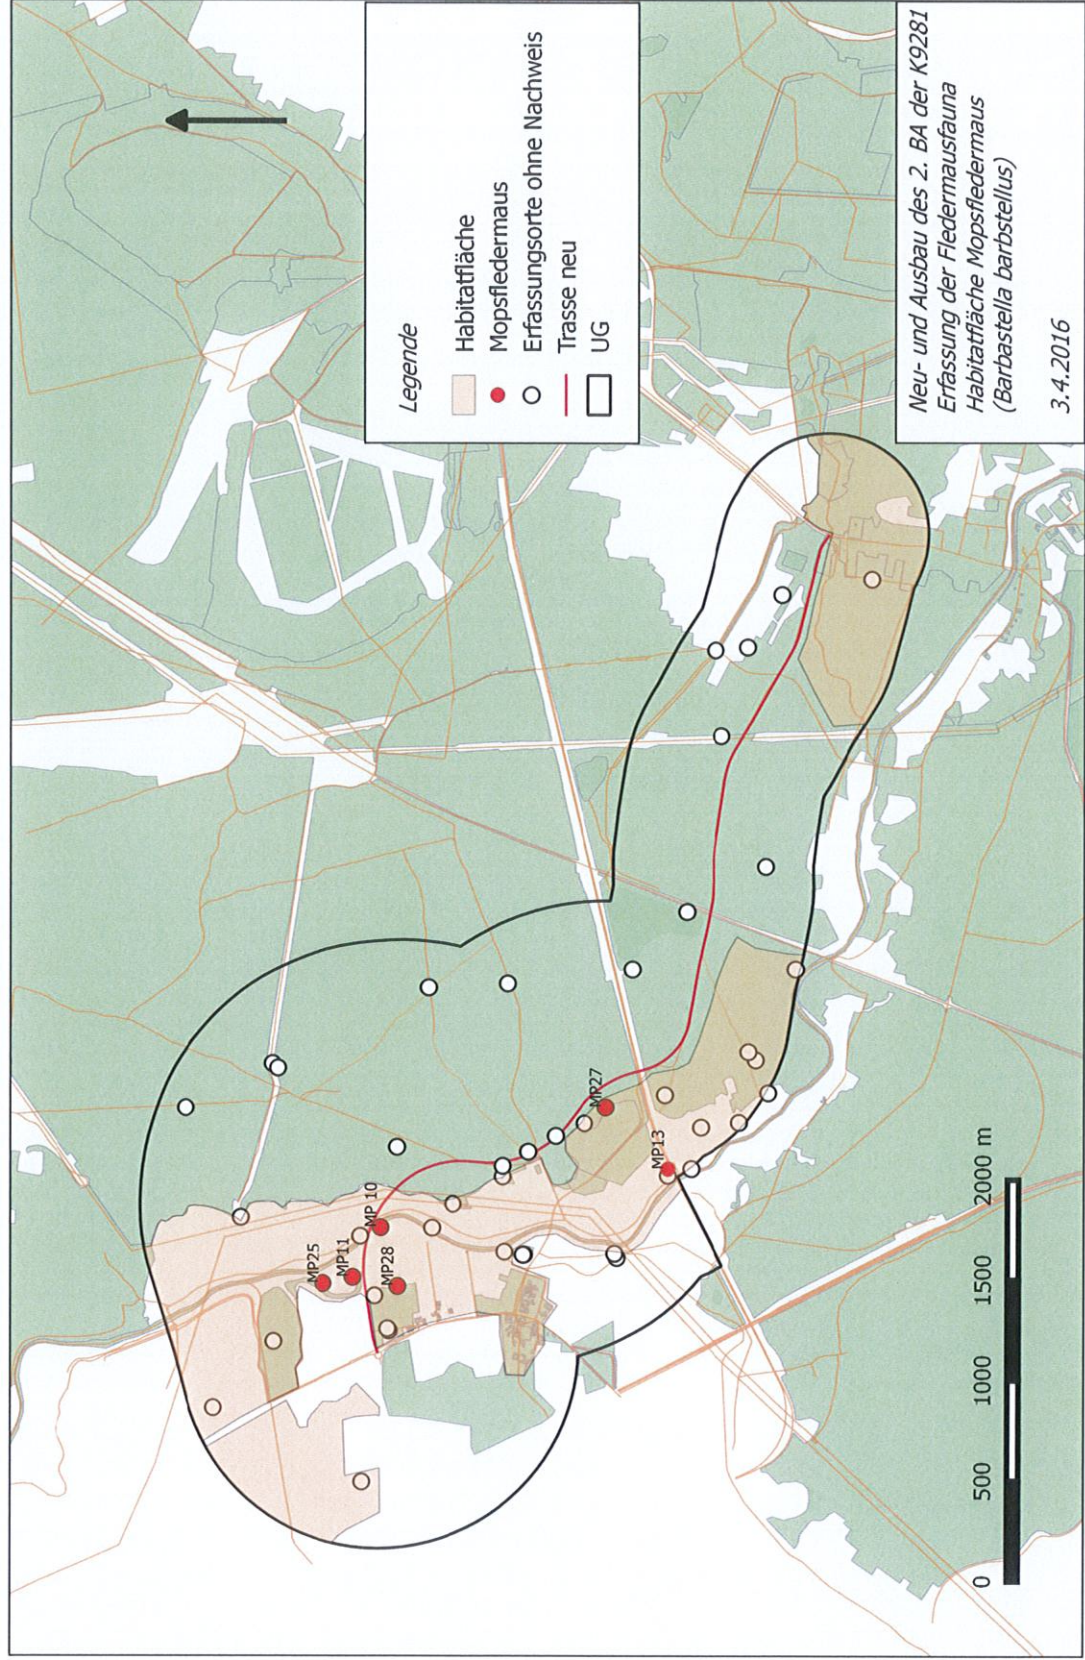 Legende
Habitatfläche
Mopsfledermaus
Erfassungsorte ohne Nachweis
Trasse neu
UG
Neu- und Ausbau des 2. BA der K9281
Erfassung der Fledermausfauna
Habitatfläche Mopsfledermaus
(Barbastella barbstellus)
3.4.2016
MP25
MP11
MP 10
MP28
MP27
MP13
0 500 1000 1500 2000 m